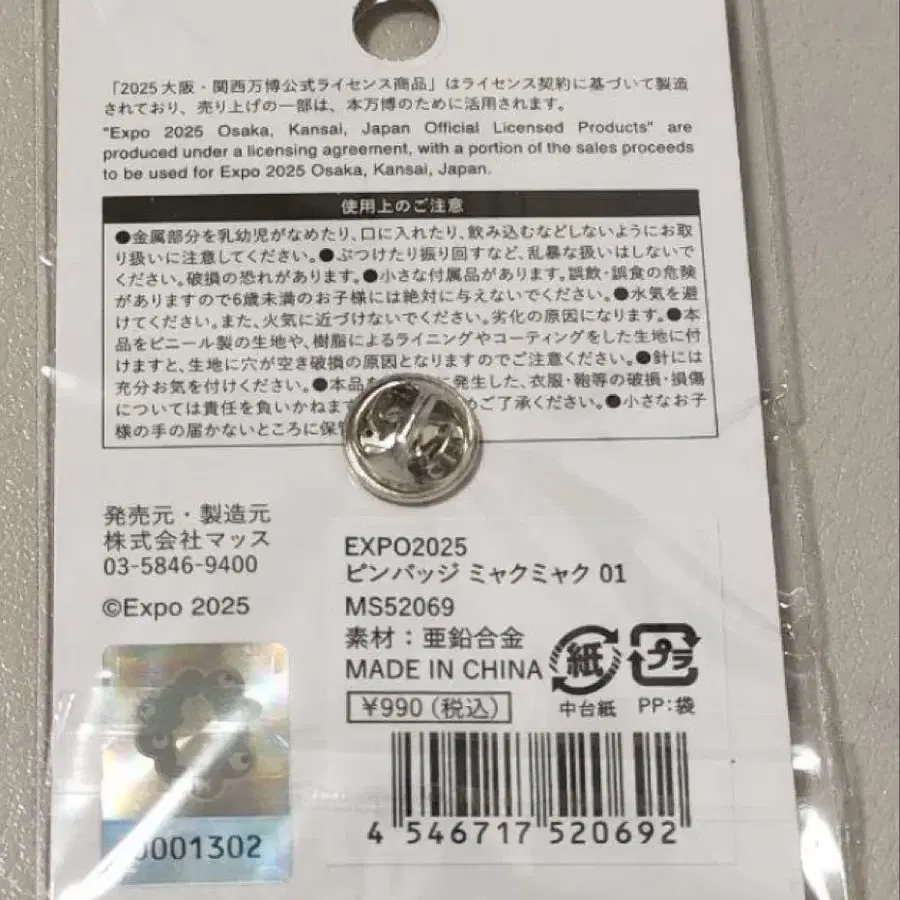 「2025大阪・関西万博公式ライセンス商品」はライセンス契約に基づいて製造
されており、売り上げの一部は、本万博のために活用されます。
"Expo 2025 Osaka, Kansai, Japan Official Licensed Products" are
produced under a licensing agreement, with a portion of the sales proceeds
to be used for Expo 2025 Osaka, Kansai, Japan.
使用上のご注意
●金属部分を乳幼児がなめたり、口に入れたり、飲み込むなどしないようにお取
り扱いに注意してください。●ぶつけたり振り回すなど、乱暴な扱いはしないで
ください。破損の恐れがあります。●小さな付属品があります。誤飲・誤食の危険
がありますので6歳未満のお子様には絶対に与えないでください。●水気を避
けてください。また、火気に近づけないでください。劣化の原因になります。●本
品をビニール製の生地や、樹脂によるライニングやコーティングをした生地に付
けますと、生地に穴が空き破損の原因となりますのでご注意ください。●針には
充分お気を付けください。●本品を に発生した、衣服・鞄等の破損・損傷
については責任を負いかねま めご了承ください。●小さなお子
様の手の届かないところに保
発売元・製造元
株式会社マッス
03-5846-9400
©Expo 2025
EXPO2025
ピンバッジ ミャクミャク 01
MS52069
素材：亜鉛合金
MADE IN CHINA
¥990(税込)
紙
中台紙
プラ
PP:袋
4 546717 520692
0001302